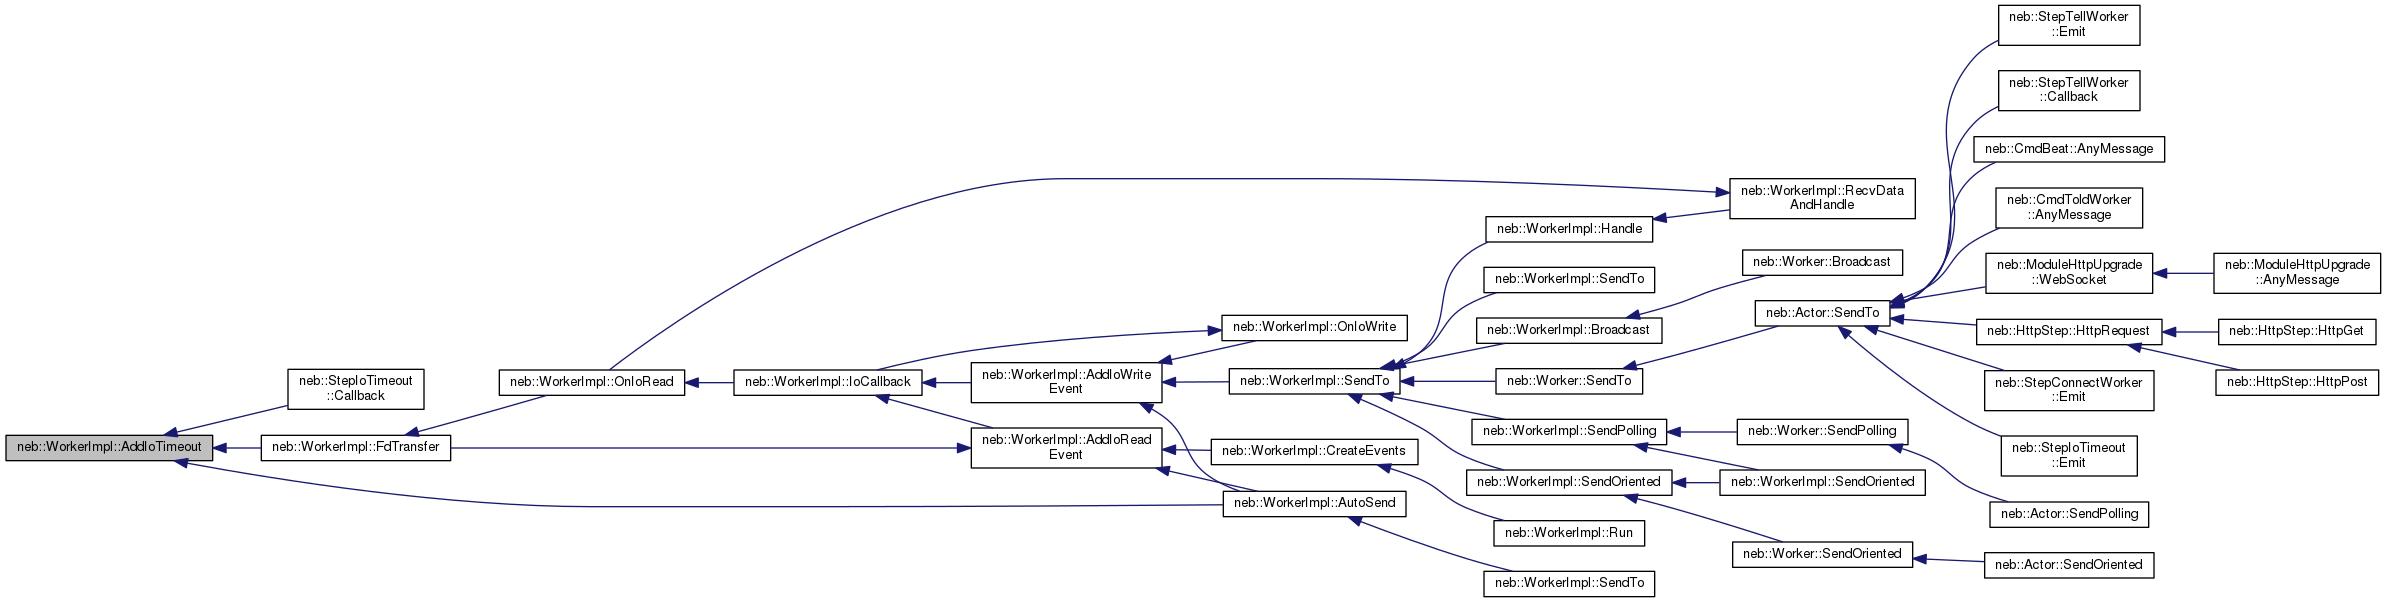 neb::WorkerImpl::AddIoTimeout
neb::StepIoTimeout
::Callback
neb::WorkerImpl::FdTransfer
neb::WorkerImpl::OnIoRead
neb::WorkerImpl::IoCallback
neb::WorkerImpl::AddIoWrite
Event
neb::WorkerImpl::AddIoRead
Event
neb::WorkerImpl::OnIoWrite
neb::WorkerImpl::SendTo
neb::WorkerImpl::CreateEvents
neb::WorkerImpl::AutoSend
neb::WorkerImpl::RecvData
AndHandle
neb::WorkerImpl::Handle
neb::WorkerImpl::SendTo
neb::WorkerImpl::Broadcast
neb::Worker::SendTo
neb::WorkerImpl::SendPolling
neb::WorkerImpl::SendOriented
neb::WorkerImpl::Run
neb::WorkerImpl::SendTo
neb::Worker::Broadcast
neb::Actor::SendTo
neb::Worker::SendPolling
neb::WorkerImpl::SendOriented
neb::Worker::SendOriented
neb::StepTellWorker
::Emit
neb::StepTellWorker
::Callback
neb::CmdBeat::AnyMessage
neb::CmdToldWorker
::AnyMessage
neb::ModuleHttpUpgrade
::WebSocket
neb::HttpStep::HttpRequest
neb::StepConnectWorker
::Emit
neb::StepIoTimeout
::Emit
neb::Actor::SendPolling
neb::Actor::SendOriented
neb::ModuleHttpUpgrade
::AnyMessage
neb::HttpStep::HttpGet
neb::HttpStep::HttpPost